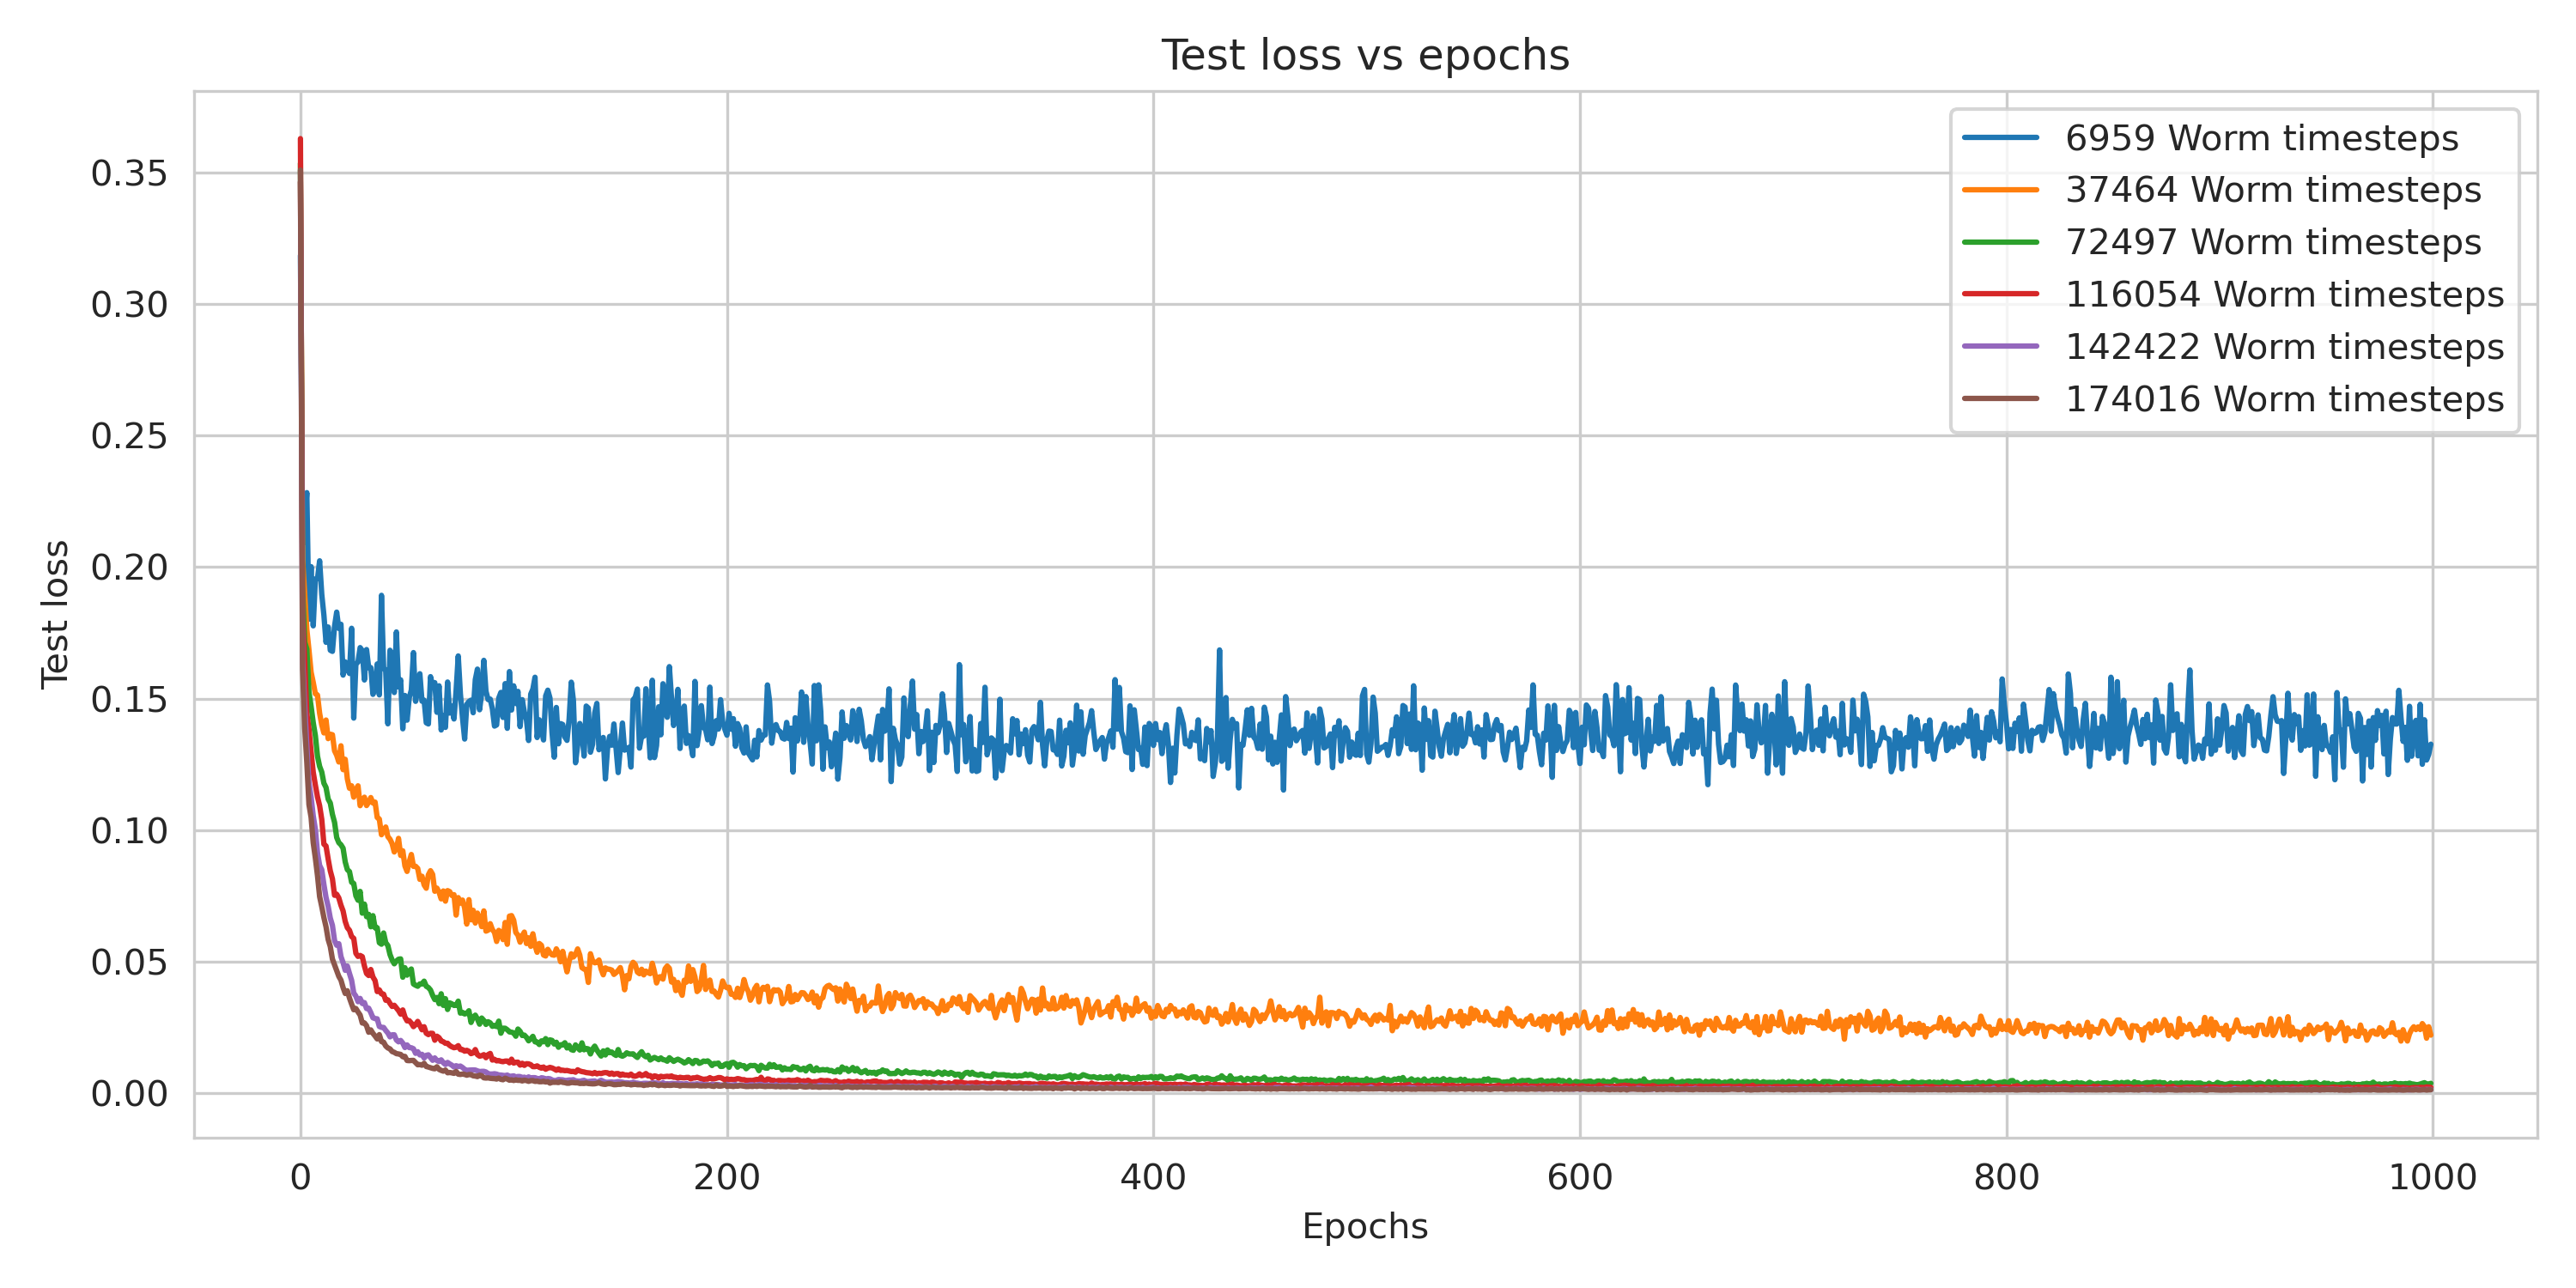 Test loss vs epochs
6959 Worm timesteps
37464 Worm timesteps
72497 Worm timesteps
116054 Worm timesteps
142422 Worm timesteps
174016 Worm timesteps
Test loss
0.35
0.30
0.25
0.20
0.15
0.10
0.05
0.00
0 200 400 600 800 1000
Epochs